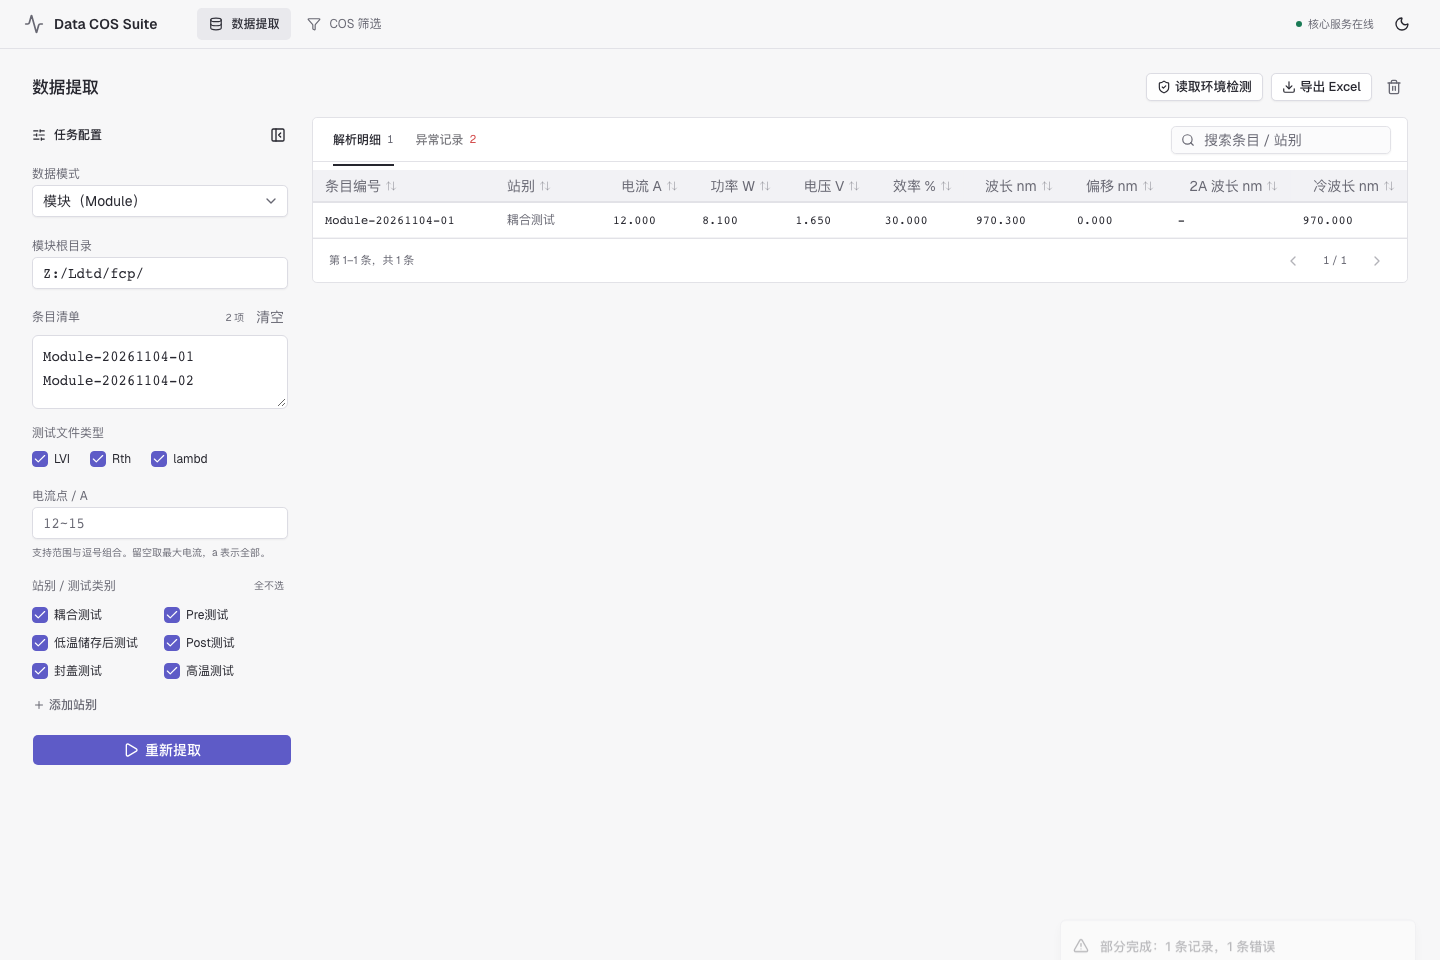 Data COS Suite
数据提取
COS 筛选
核心服务在线
数据提取
读取环境检测
导出 Excel
任务配置
数据模式
模块（Module）
模块根目录
Z:/Ldtd/fcp/
条目清单
2 项
清空
Module-20261104-01
Module-20261104-02
测试文件类型
LVI
Rth
lambd
电流点 / A
12~15
支持范围与逗号组合。留空取最大电流，a 表示全部。
站别 / 测试类别
全不选
耦合测试
Pre测试
低温储存后测试
Post测试
封盖测试
高温测试
添加站别
重新提取
解析明细 1
异常记录 2
搜索条目 / 站别
条目编号 站别 电流 A 功率 W 电压 V 效率 % 波长 nm 偏移 nm 2A 波长 nm 冷波长 nm
Module-20261104-01 耦合测试 12.000 8.100 1.650 30.000 970.300 0.000 - 970.000
第 1–1 条，共 1 条
1 / 1
部分完成：1 条记录，1 条错误